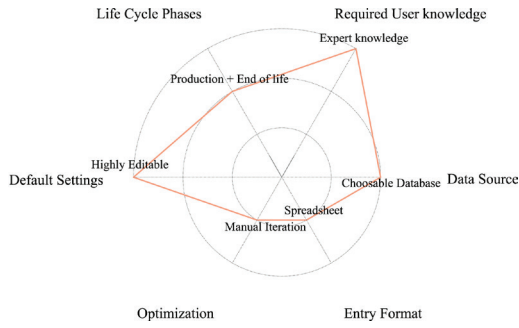 Life Cycle Phases
Required User knowledge
Expert knowledge
Production + End of life
Highly Editable
Default Settings
Choosable Database
Data Source
Spreadsheet
Manual Iteration
Optimization
Entry Format